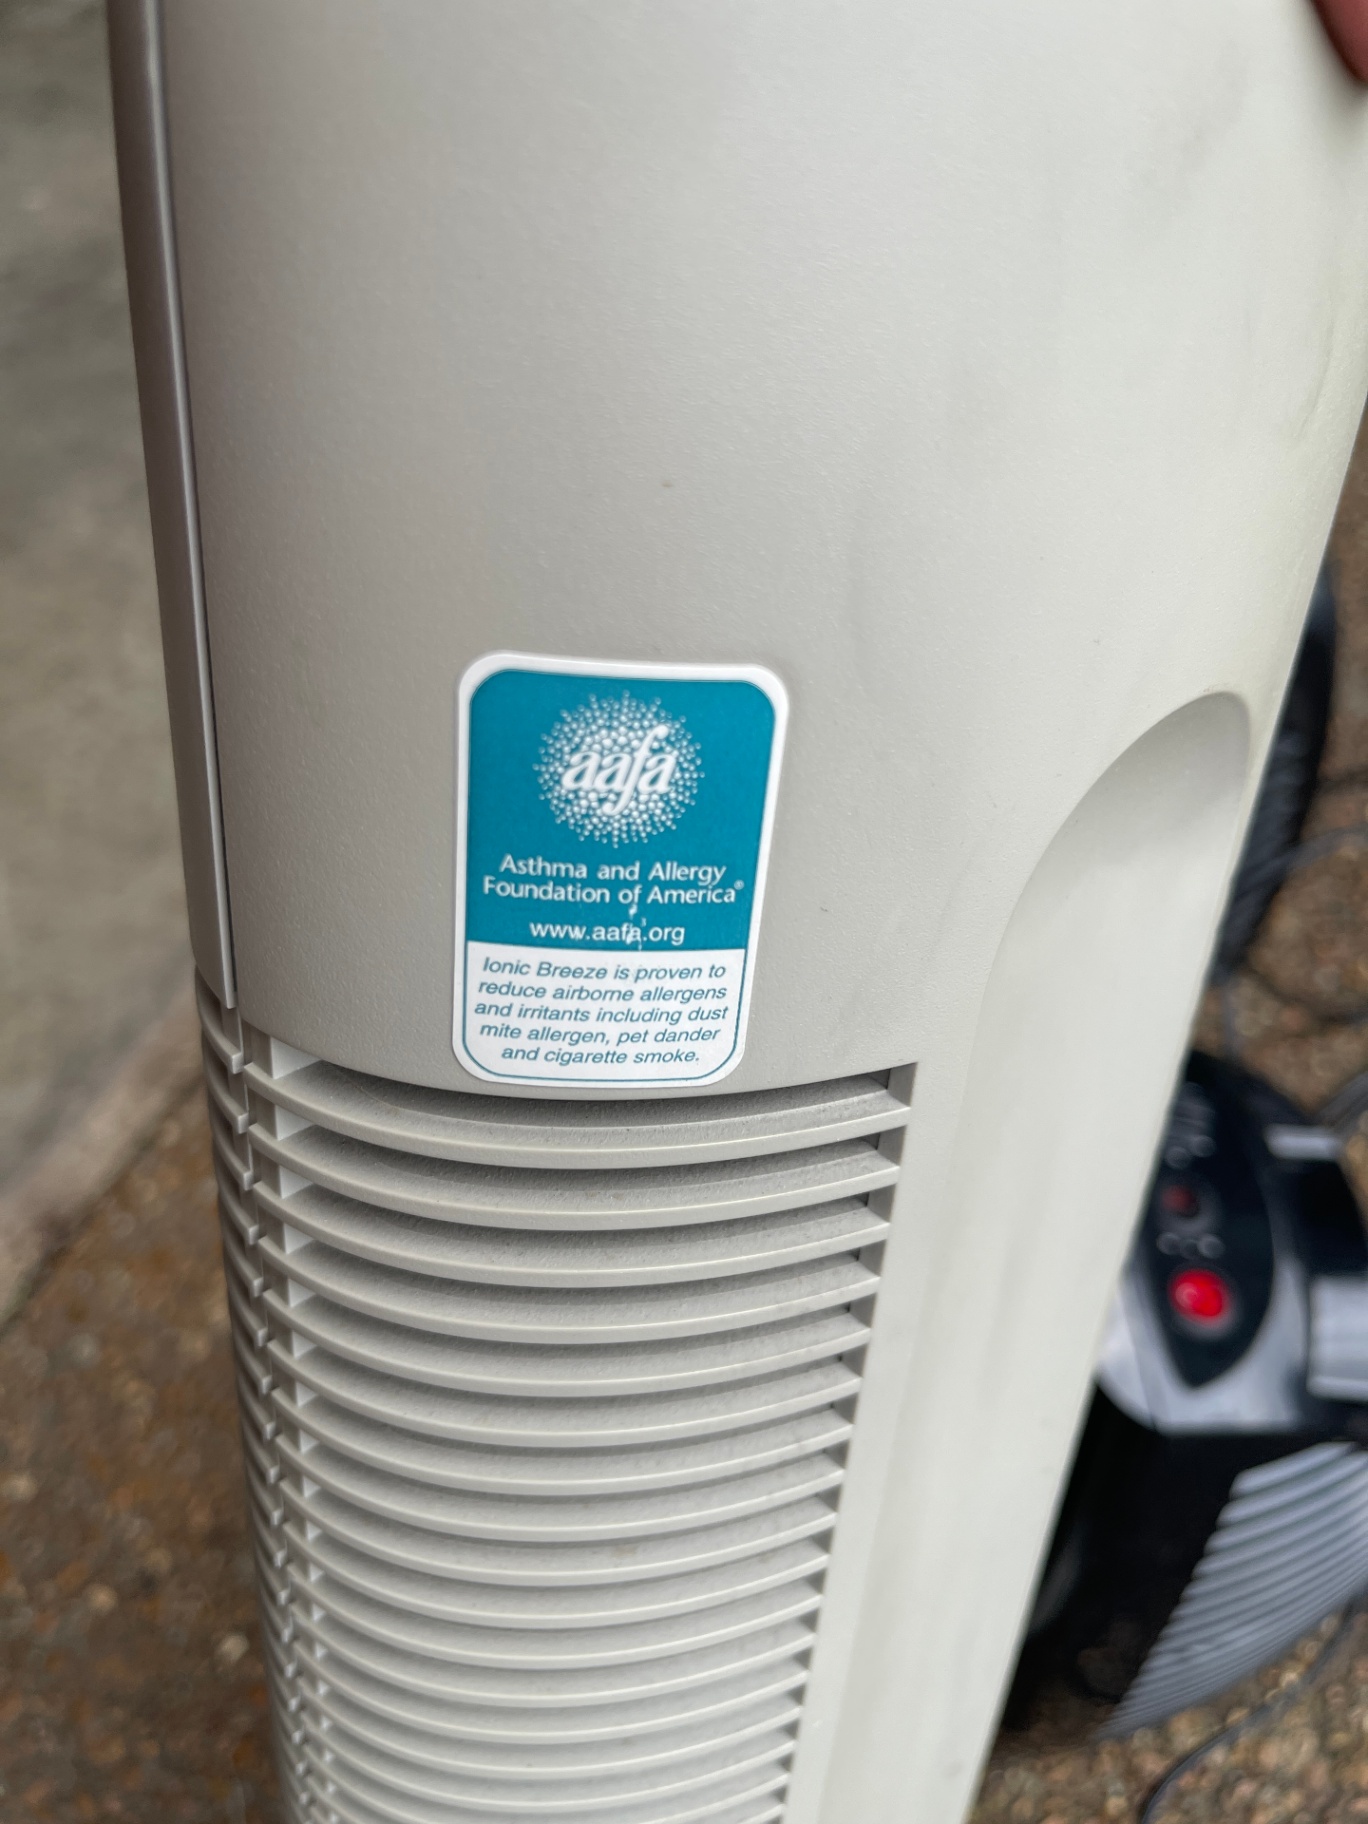 aafa
Asthma and Allergy
Foundation of America®
www.aafa.org
Ionic Breeze is proven to
reduce airborne allergens
and irritants including dust
mite allergen, pet dander
and cigarette smoke.